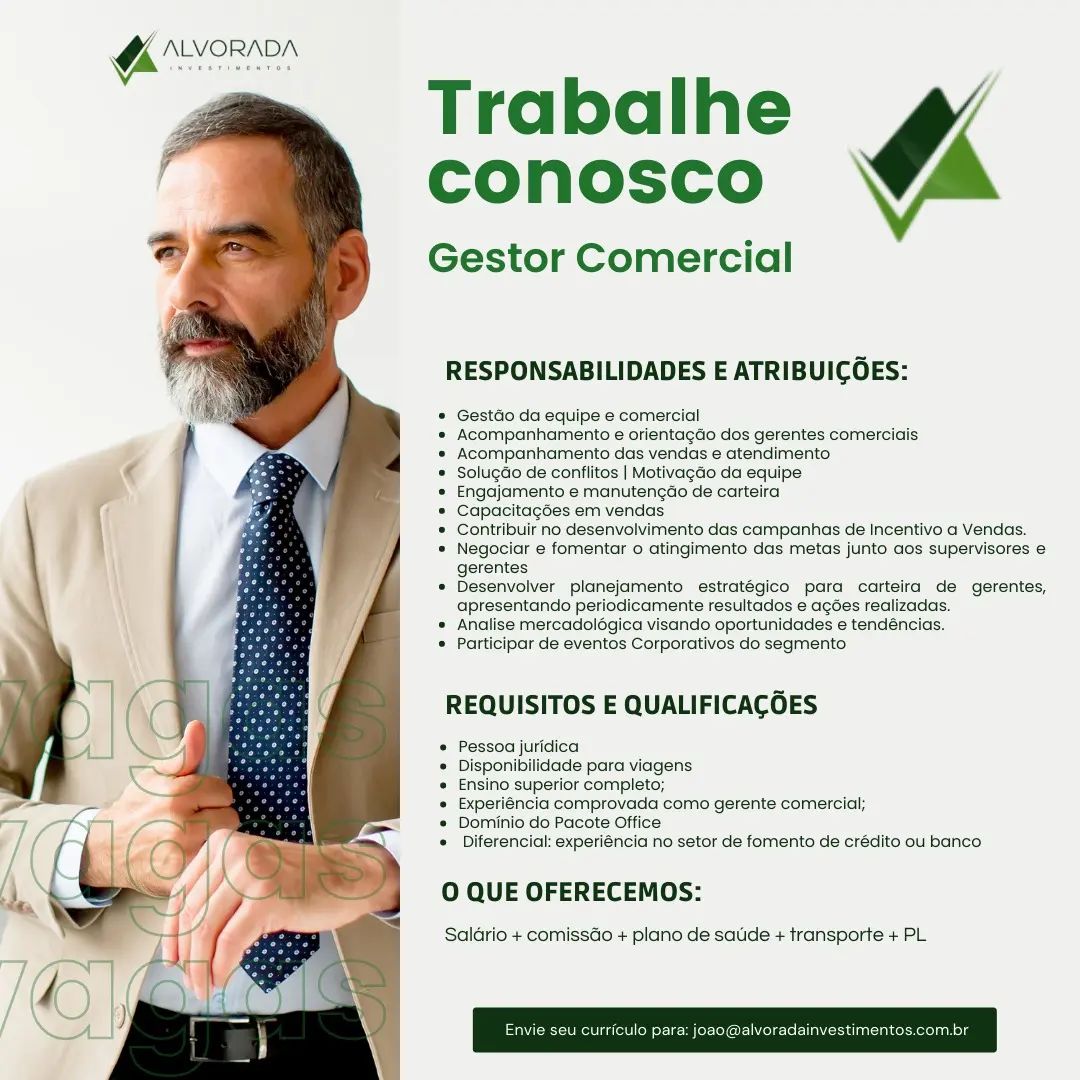 ALVORADA
INVESTIMENTOS
Trabalhe
conosco
Gestor Comercial
RESPONSABILIDADES E ATRIBUIÇÕES:
• Gestão da equipe e comercial
• Acompanhamento e orientação dos gerentes comerciais
• Acompanhamento das vendas e atendimento
• Solução de conflitos | Motivação da equipe
• Engajamento e manutenção de carteira
• Capacitações em vendas
• Contribuir no desenvolvimento das campanhas de Incentivo a Vendas.
• Negociar e fomentar o atingimento das metas junto aos supervisores e
gerentes
• Desenvolver planejamento estratégico para carteira de gerentes,
apresentando periodicamente resultados e ações realizadas.
• Analise mercadológica visando oportunidades e tendências.
• Participar de eventos Corporativos do segmento
REQUISITOS E QUALIFICAÇÕES
• Pessoa jurídica
• Disponibilidade para viagens
• Ensino superior completo;
• Experiência comprovada como gerente comercial;
• Domínio do Pacote Office
• Diferencial: experiência no setor de fomento de crédito ou banco
O QUE OFERECEMOS:
Salário + comissão + plano de saúde + transporte + PL
Envie seu currículo para: joao@alvoradainvestimentos.com.br
vagas
vagas
vagas